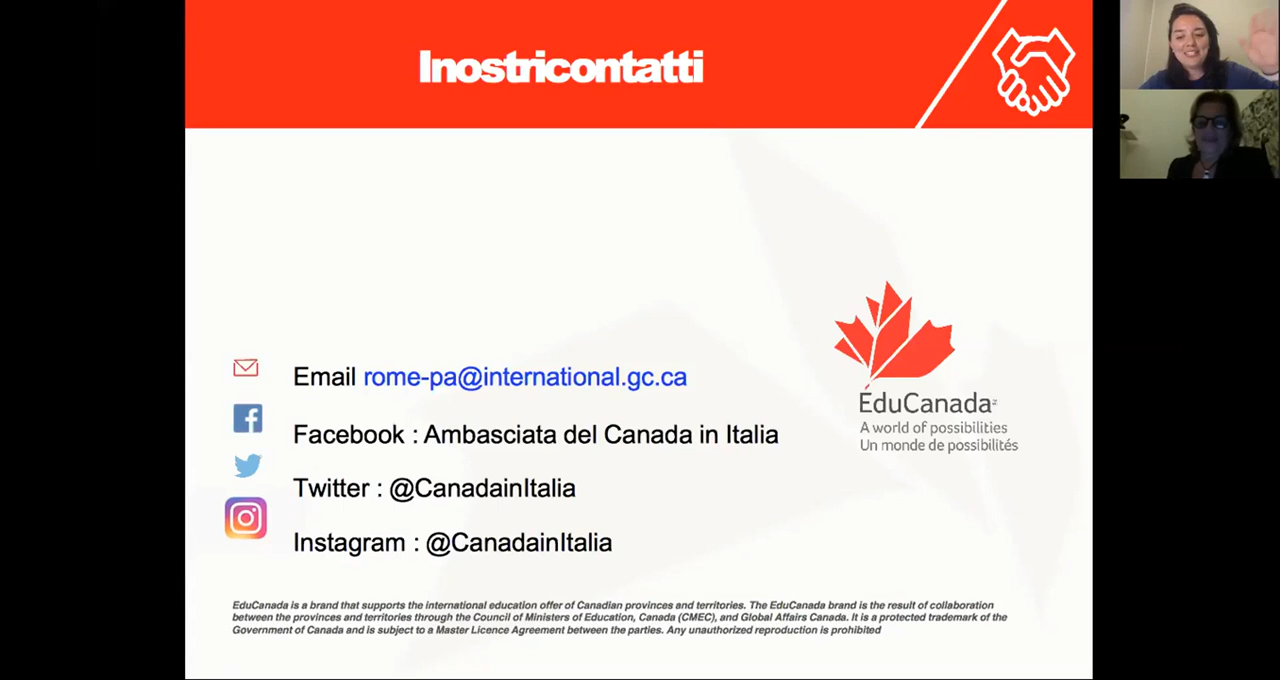 Inostricontatti
Email rome-pa@international.gc.ca
Facebook : Ambasciata del Canada in Italia
Twitter : @CanadainItalia
Instagram : @CanadainItalia
ÉduCanada
A world of possibilities
Un monde de possibilités
EduCanada is a brand that supports the international education offer of Canadian provinces and territories. The EduCanada brand is the result of collaboration
between the provinces and territories through the Council of Ministers of Education, Canada (CMEC), and Global Affairs Canada. It is a protected trademark of the
Government of Canada and is subject to a Master Licence Agreement between the parties. Any unauthorized reproduction is prohibited